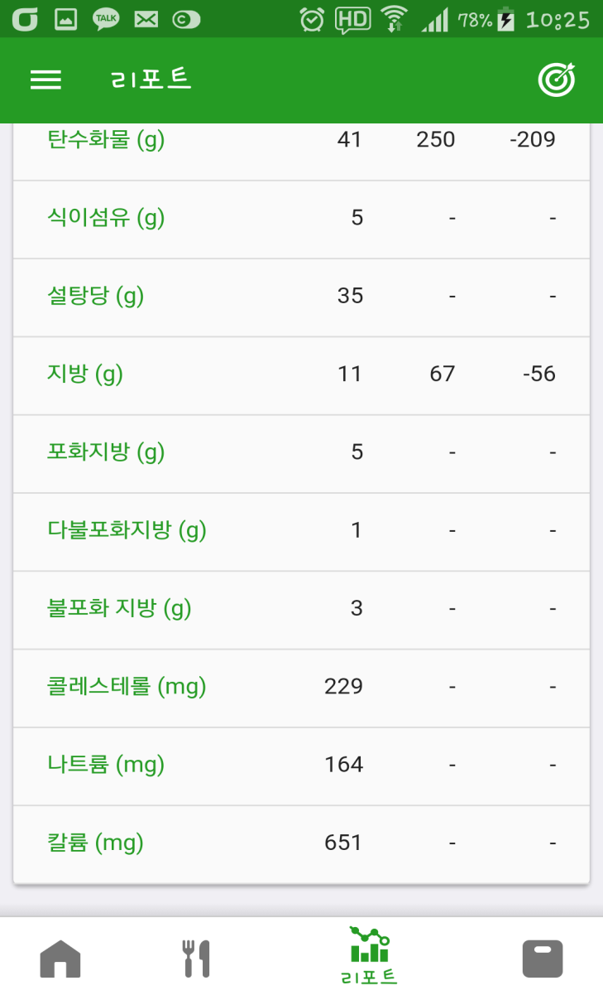 TALK HD 78% 10:25
리포트
탄수화물 (g) 41 250 -209
식이섬유 (g) 5 - -
설탕당 (g) 35 - -
지방 (g) 11 67 -56
포화지방 (g) 5 - -
다불포화지방 (g) 1 - -
불포화 지방 (g) 3 - -
콜레스테롤 (mg) 229 - -
나트륨 (mg) 164 - -
칼륨 (mg) 651 - -
리포트